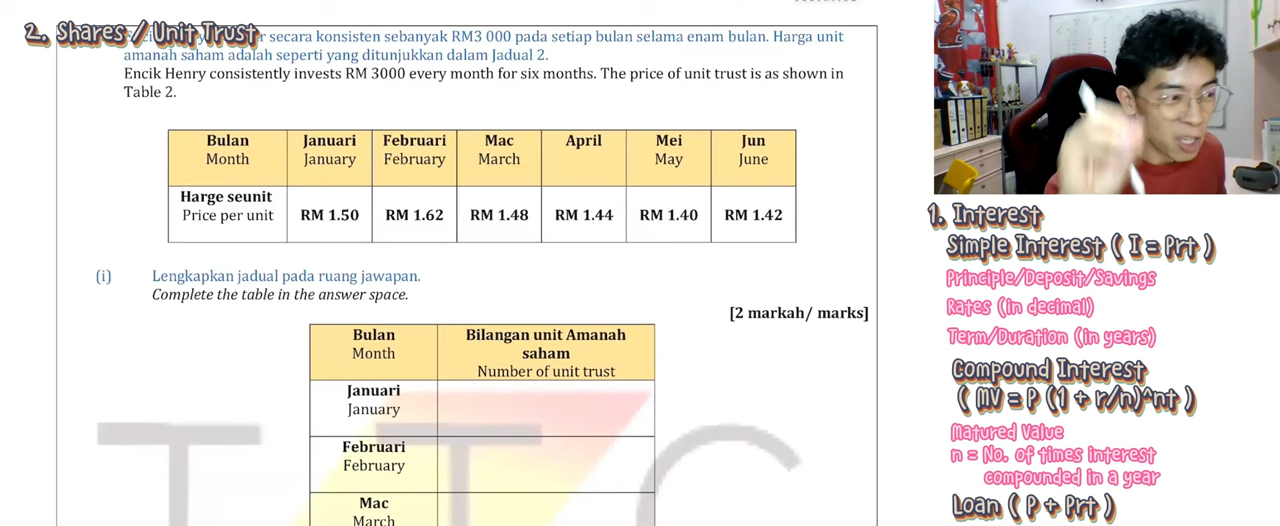 2. Shares / Unit Trust
secara konsisten sebanyak RM3 000 pada setiap bulan selama enam bulan. Harga unit
amanah saham adalah seperti yang ditunjukkan dalam Jadual 2.
Encik Henry consistently invests RM 3000 every month for six months. The price of unit trust is as shown in
Table 2.
Bulan Januari Februari Mac April Mei Jun
Month January February March May June
Harge seunit
Price per unit RM 1.50 RM 1.62 RM 1.48 RM 1.44 RM 1.40 RM 1.42
(i) Lengkapkan jadual pada ruang jawapan.
Complete the table in the answer space.
[2 markah/ marks]
Bulan Bilangan unit Amanah
Month saham
Number of unit trust
Januari
January
Februari
February
Mac
March
TTC
1. Interest
Simple Interest ( I = Prt )
Principle/Deposit/Savings
Rates (in decimal)
Term/Duration (in years)
Compound Interest
( MV = P (1 + r/n)^nt )
Matured Value
n = No. of times interest
compounded in a year
Loan ( P + Prt )